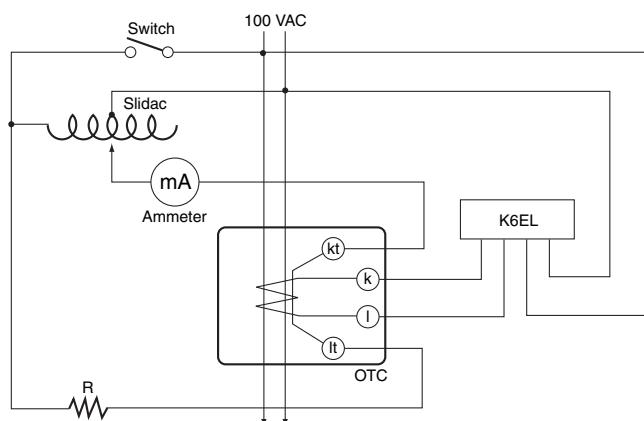 100 VAC
Switch
Slidac
mA
Ammeter
K6EL
kt
k
l
lt
OTC
R